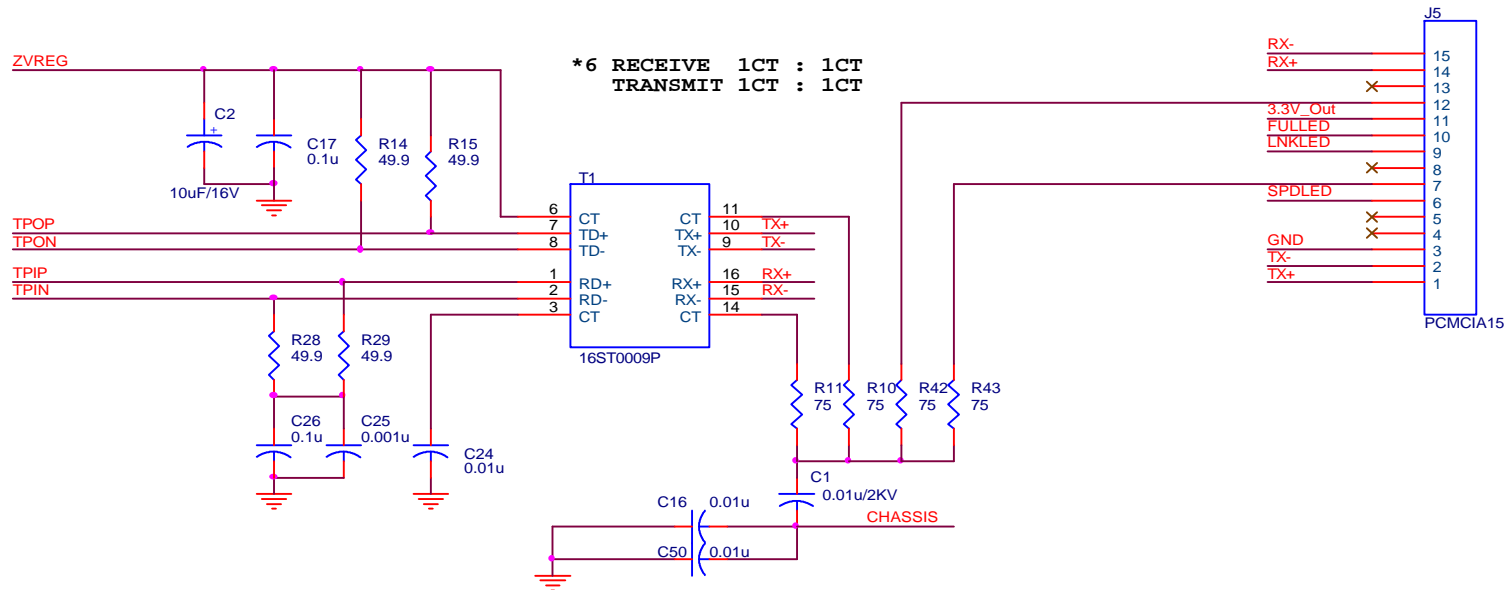 J5
ZVREG
*6 RECEIVE 1CT : 1CT
TRANSMIT 1CT : 1CT
RX- 15
RX+ 14
13
12
3.3V_Out 11
FULLED 10
LNKLED 9
8
7
SPDLED 6
5
4
GND 3
TX- 2
TX+ 1
PCMCIA15
C2
+
10uF/16V
C17
0.1u
R14
49.9
R15
49.9
T1
TPOP
TPON
TPIP
TPIN
6 CT CT 11
7 TD+ TX+ 10 TX+
8 TD- TX- 9 TX-
1 RD+ RX+ 16 RX+
2 RD- RX- 15 RX-
3 CT CT 14
16ST0009P
R28
49.9
R29
49.9
R11
75
R10
75
R42
75
R43
75
C26
0.1u
C25
0.001u
C24
0.01u
C1
0.01u/2KV
C16 0.01u
CHASSIS
C50 0.01u